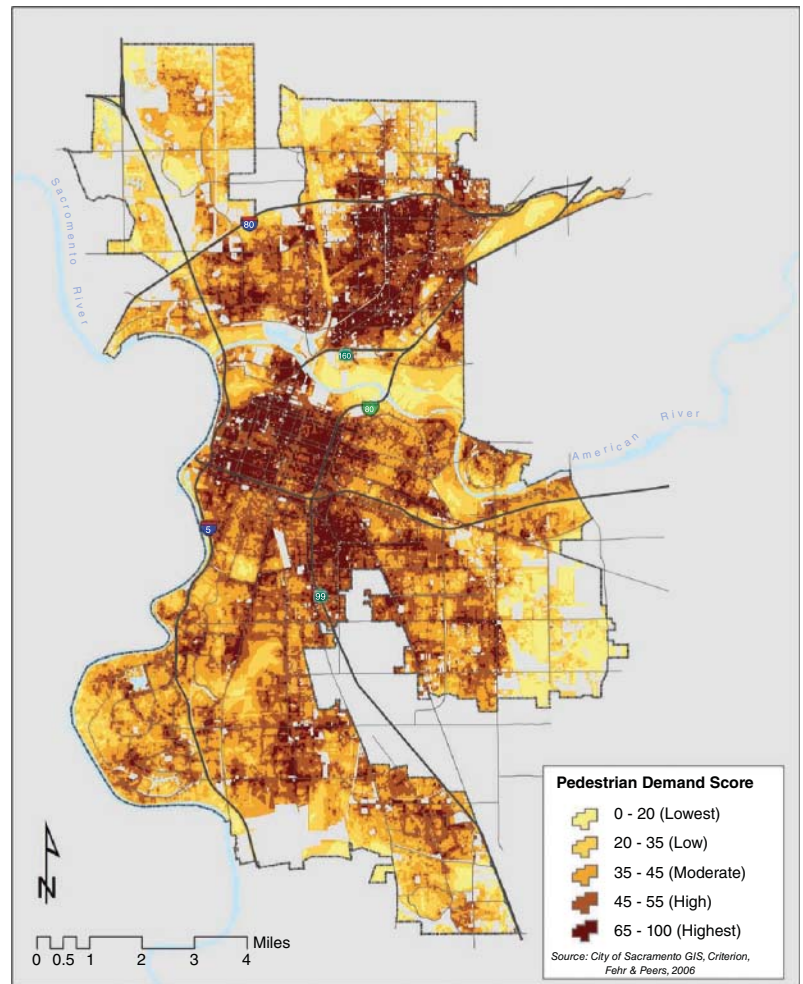 Sacromento River
80
160
80
American River
5
99
Pedestrian Demand Score
0 - 20 (Lowest)
20 - 35 (Low)
35 - 45 (Moderate)
45 - 55 (High)
65 - 100 (Highest)
Source: City of Sacramento GIS, Criterion,
Fehr & Peers, 2006
N
Miles
0 0.5 1 2 3 4